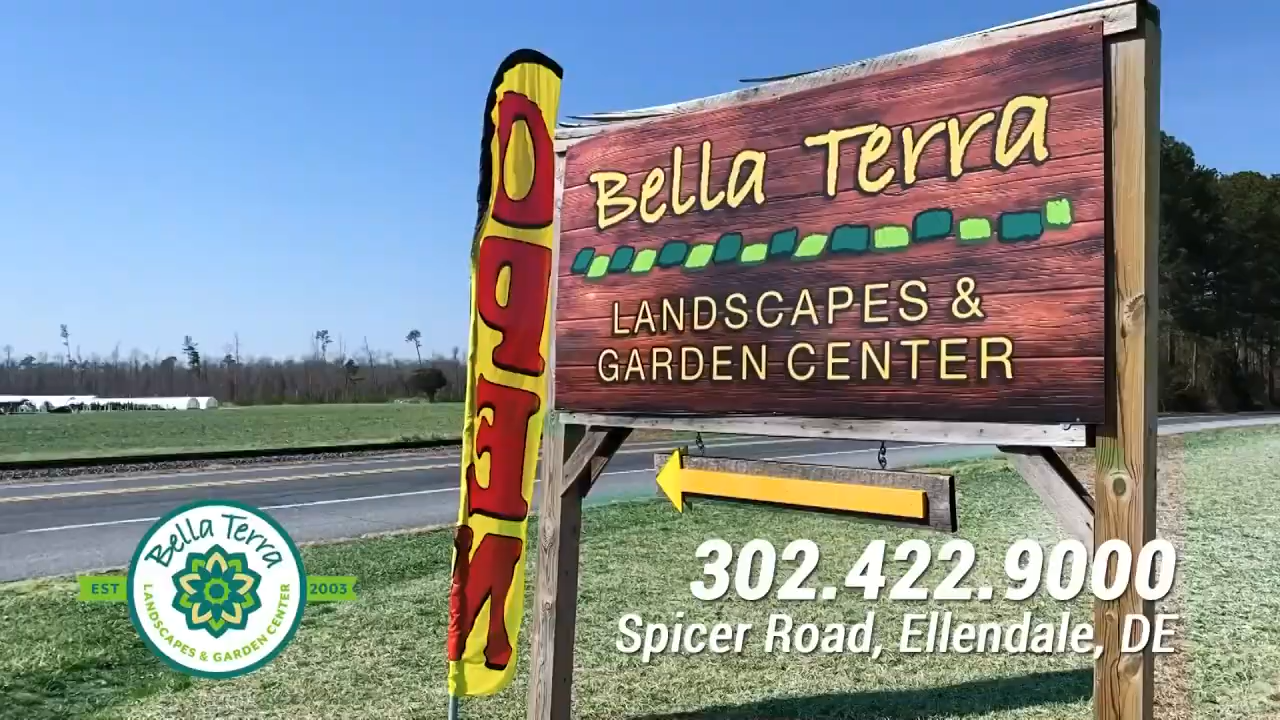 Bella Terra
LANDSCAPES &
GARDEN CENTER
OPEN
302.422.9000
Spicer Road, Ellendale, DE
Bella Terra
EST 2003
LANDSCAPES & GARDEN CENTER